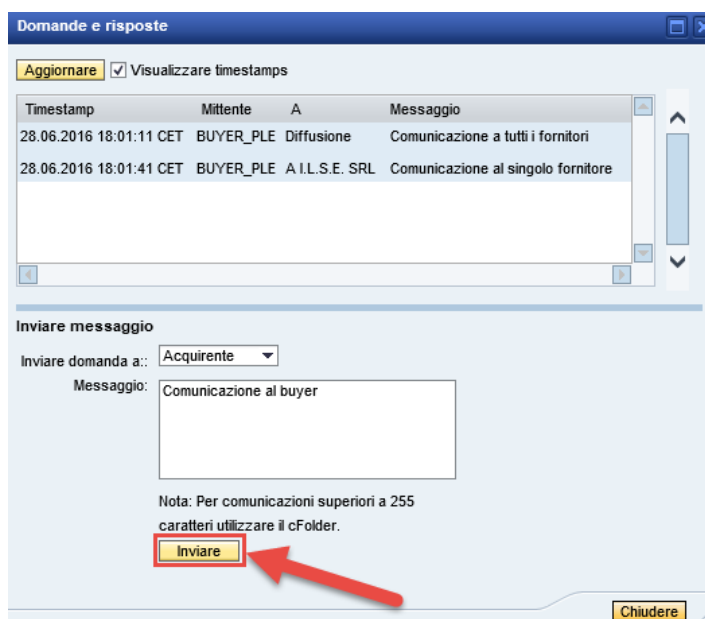 Domande e risposte
Aggiornare Visualizzare timestamps
Timestamp Mittente A Messaggio
28.06.2016 18:01:11 CET BUYER_PLE Diffusione Comunicazione a tutti i fornitori
28.06.2016 18:01:41 CET BUYER_PLE A I.L.S.E. SRL Comunicazione al singolo fornitore
Inviare messaggio
Inviare domanda a:: Acquirente
Messaggio: Comunicazione al buyer
Nota: Per comunicazioni superiori a 255
caratteri utilizzare il cFolder.
Inviare
Chiudere